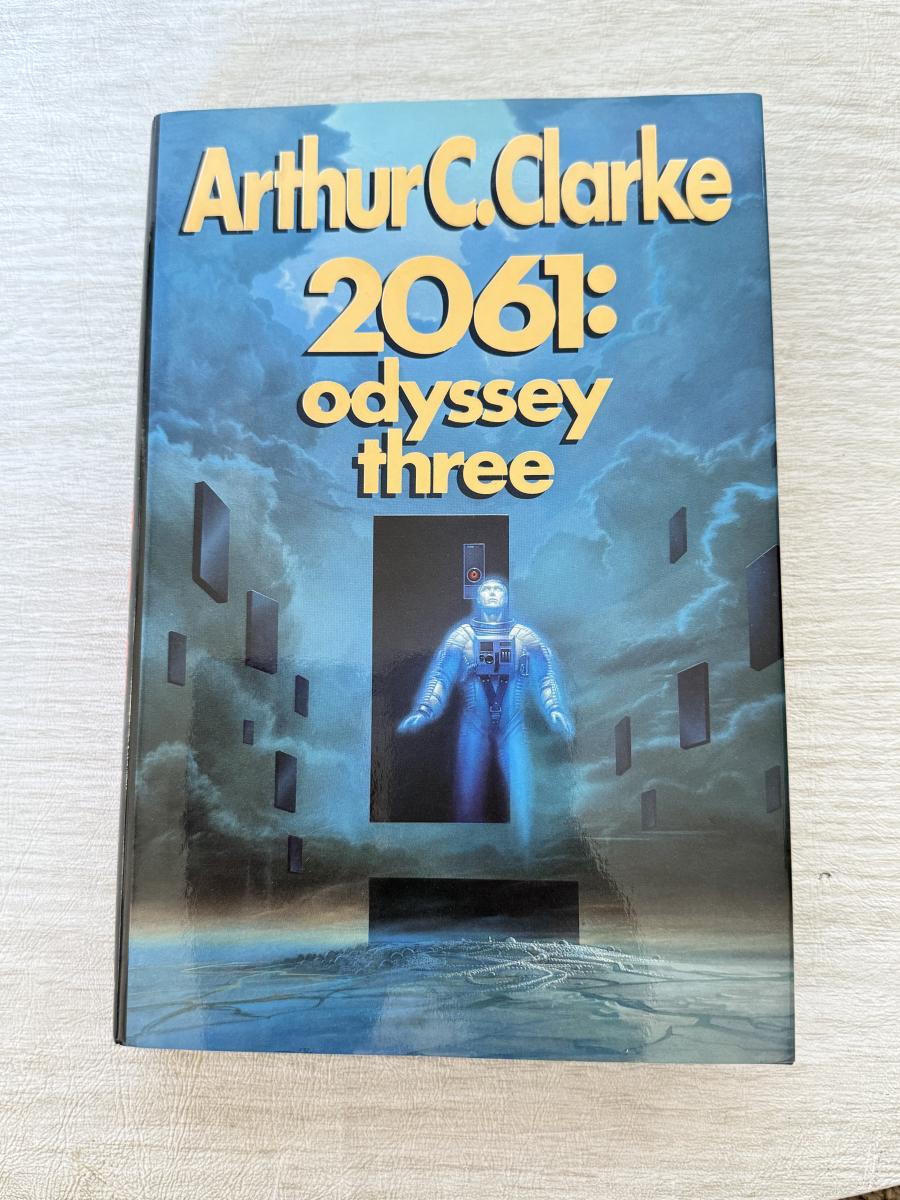 Arthur C. Clarke
2061:
odyssey
three